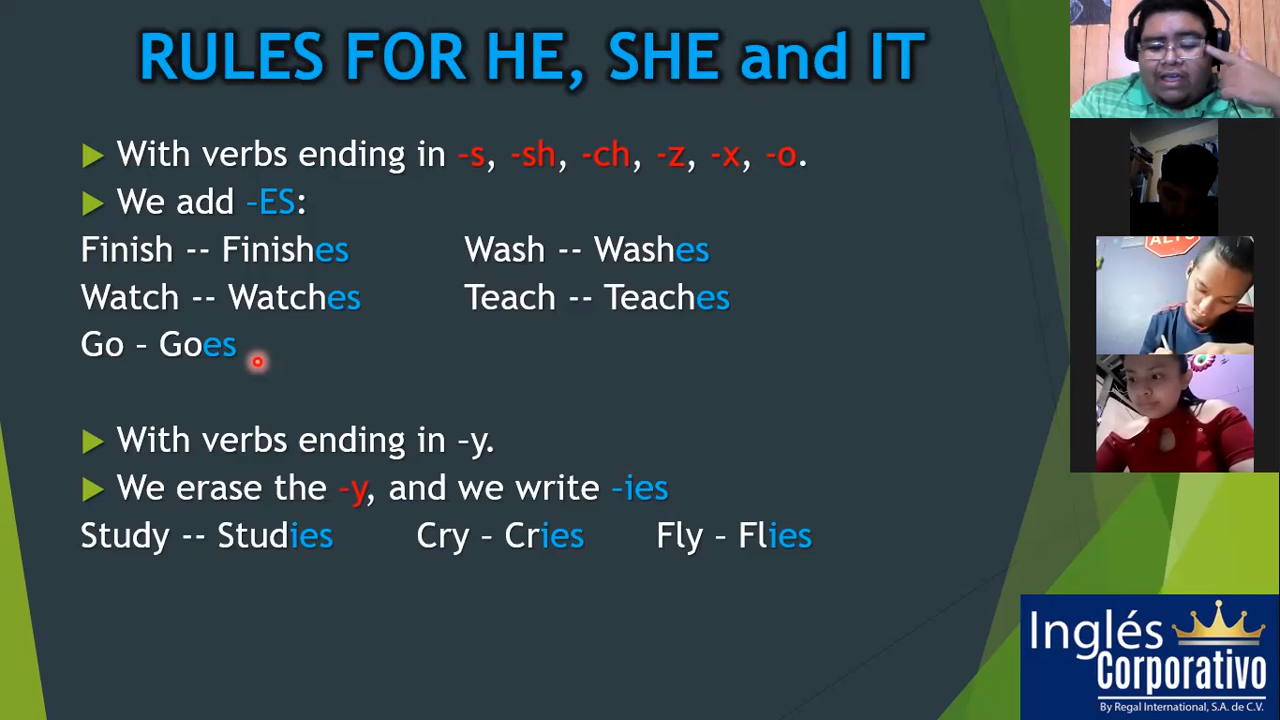 RULES FOR HE, SHE and IT
With verbs ending in –s, -sh, -ch, -z, -x, -o.
We add –ES:
Finish -- Finishes Wash -- Washes
Watch -- Watches Teach -- Teaches
Go – Goes
With verbs ending in –y.
We erase the –y, and we write –ies
Study -- Studies Cry – Cries Fly – Flies
ALTO
Inglés
Corporativo
By Regal International, S.A. de C.V.